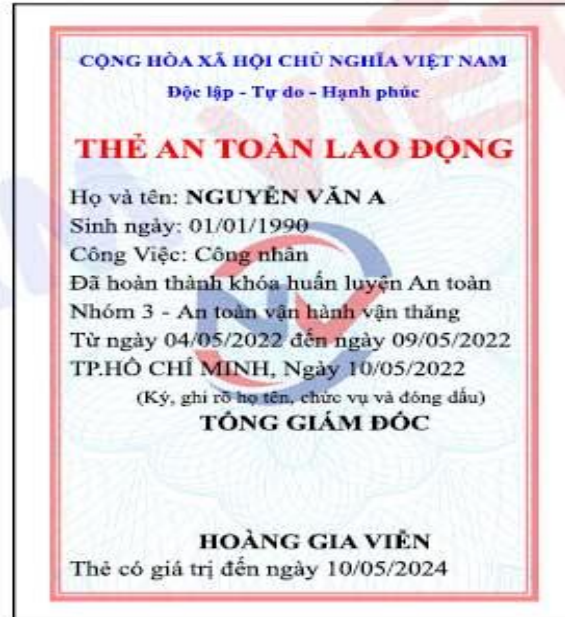 CỘNG HÒA XÃ HỘI CHỦ NGHĨA VIỆT NAM
Độc lập - Tự do - Hạnh phúc
THẺ AN TOÀN LAO ĐỘNG
Họ và tên: NGUYỄN VĂN A
Sinh ngày: 01/01/1990
Công Việc: Công nhân
Đã hoàn thành khóa huấn luyện An toàn
Nhóm 3 - An toàn vận hành vận thăng
Từ ngày 04/05/2022 đến ngày 09/05/2022
TP.HỒ CHÍ MINH, Ngày 10/05/2022
(Ký, ghi rõ họ tên, chức vụ và đóng dấu)
TỔNG GIÁM ĐỐC
HOÀNG GIA VIỄN
Thẻ có giá trị đến ngày 10/05/2024